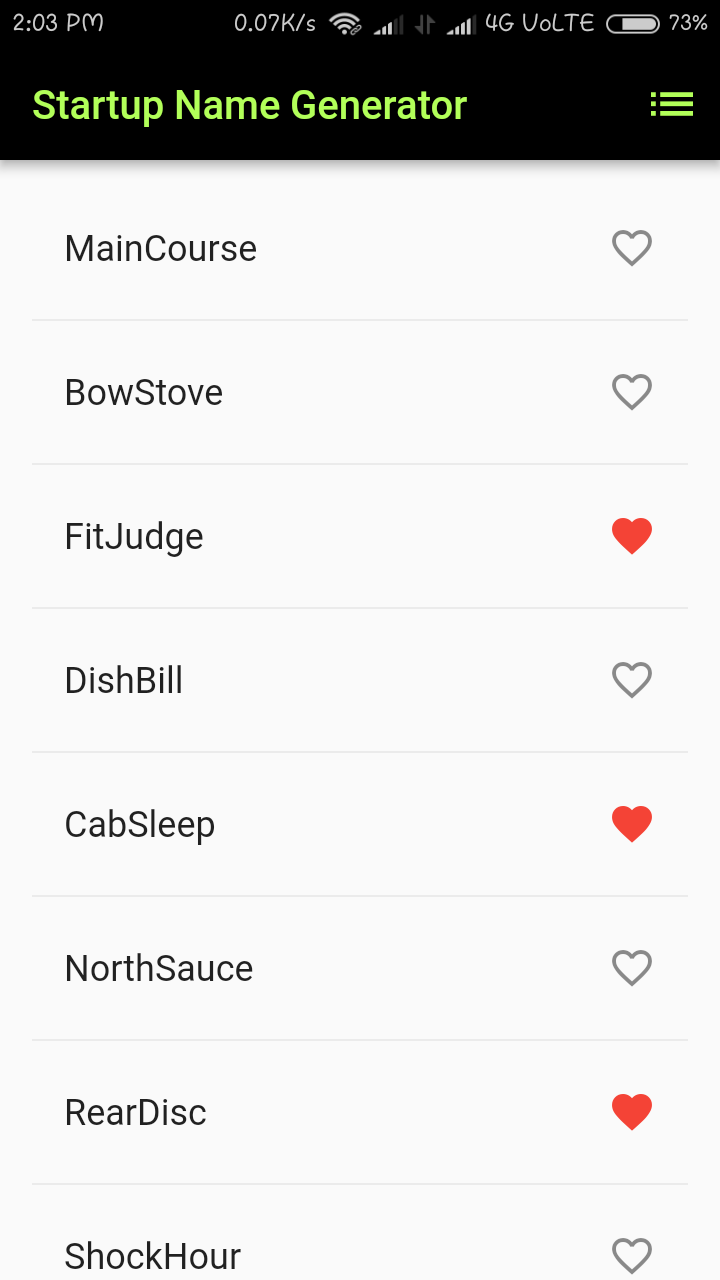 2:03 PM 0.07K/s 4G VoLTE 73%
Startup Name Generator
MainCourse
BowStove
FitJudge
DishBill
CabSleep
NorthSauce
RearDisc
ShockHour